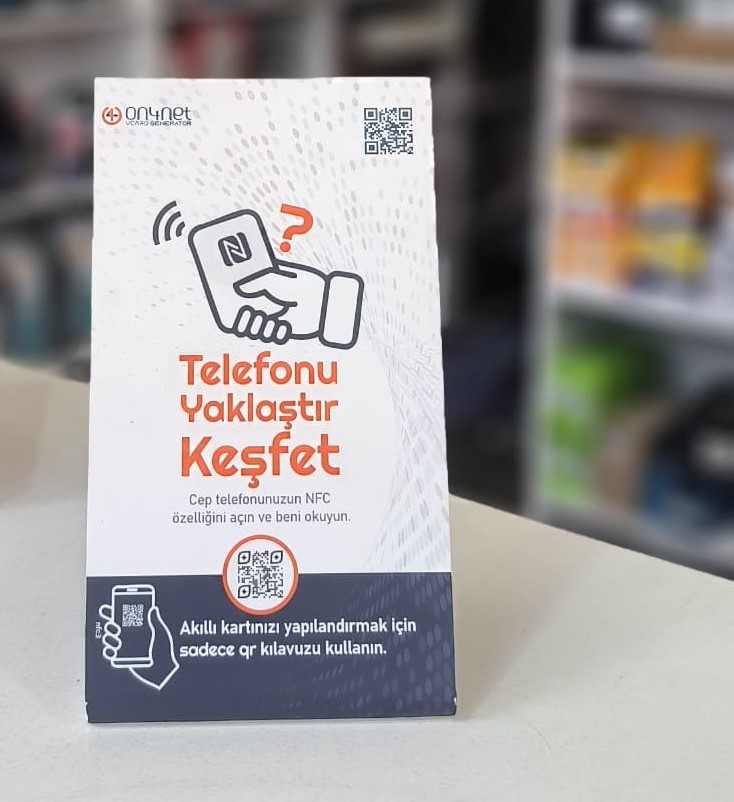 on4net
VCARD GENERATOR
N
?
Telefonu
Yaklaştır
Keşfet
Cep telefonunuzun NFC
özelliğini açın ve beni okuyun.
Akıllı kartınızı yapılandırmak için
sadece qr kılavuzu kullanın.